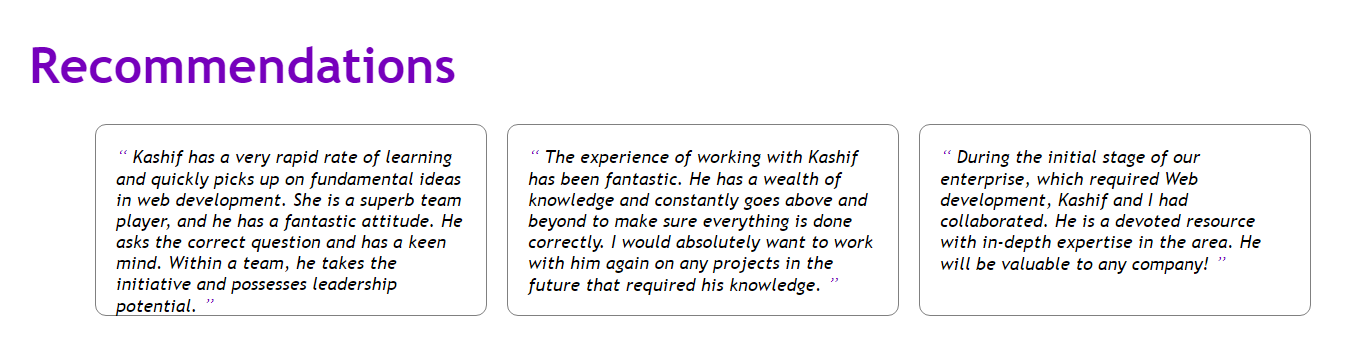 Recommendations
“ Kashif has a very rapid rate of learning
and quickly picks up on fundamental ideas
in web development. She is a superb team
player, and he has a fantastic attitude. He
asks the correct question and has a keen
mind. Within a team, he takes the
initiative and possesses leadership
potential. ”
“ The experience of working with Kashif
has been fantastic. He has a wealth of
knowledge and constantly goes above and
beyond to make sure everything is done
correctly. I would absolutely want to work
with him again on any projects in the
future that required his knowledge. ”
“ During the initial stage of our
enterprise, which required Web
development, Kashif and I had
collaborated. He is a devoted resource
with in-depth expertise in the area. He
will be valuable to any company! ”